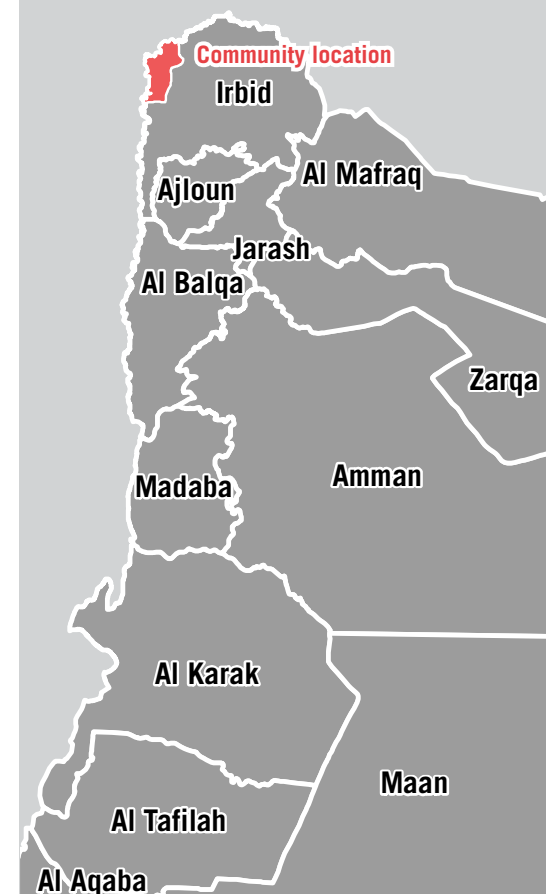 Community location
Irbid
Al Mafraq
Ajloun
Jarash
Al Balqa
Zarqa
Amman
Madaba
Al Karak
Maan
Al Tafilah
Al Aqaba